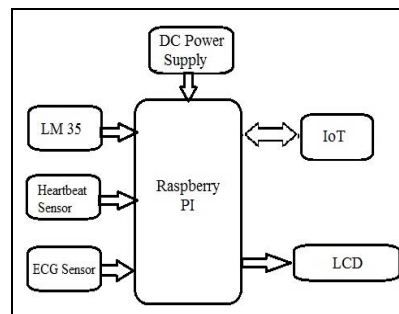 DC Power
Supply
LM 35
IoT
Raspberry
PI
Heartbeat
Sensor
ECG Sensor
LCD